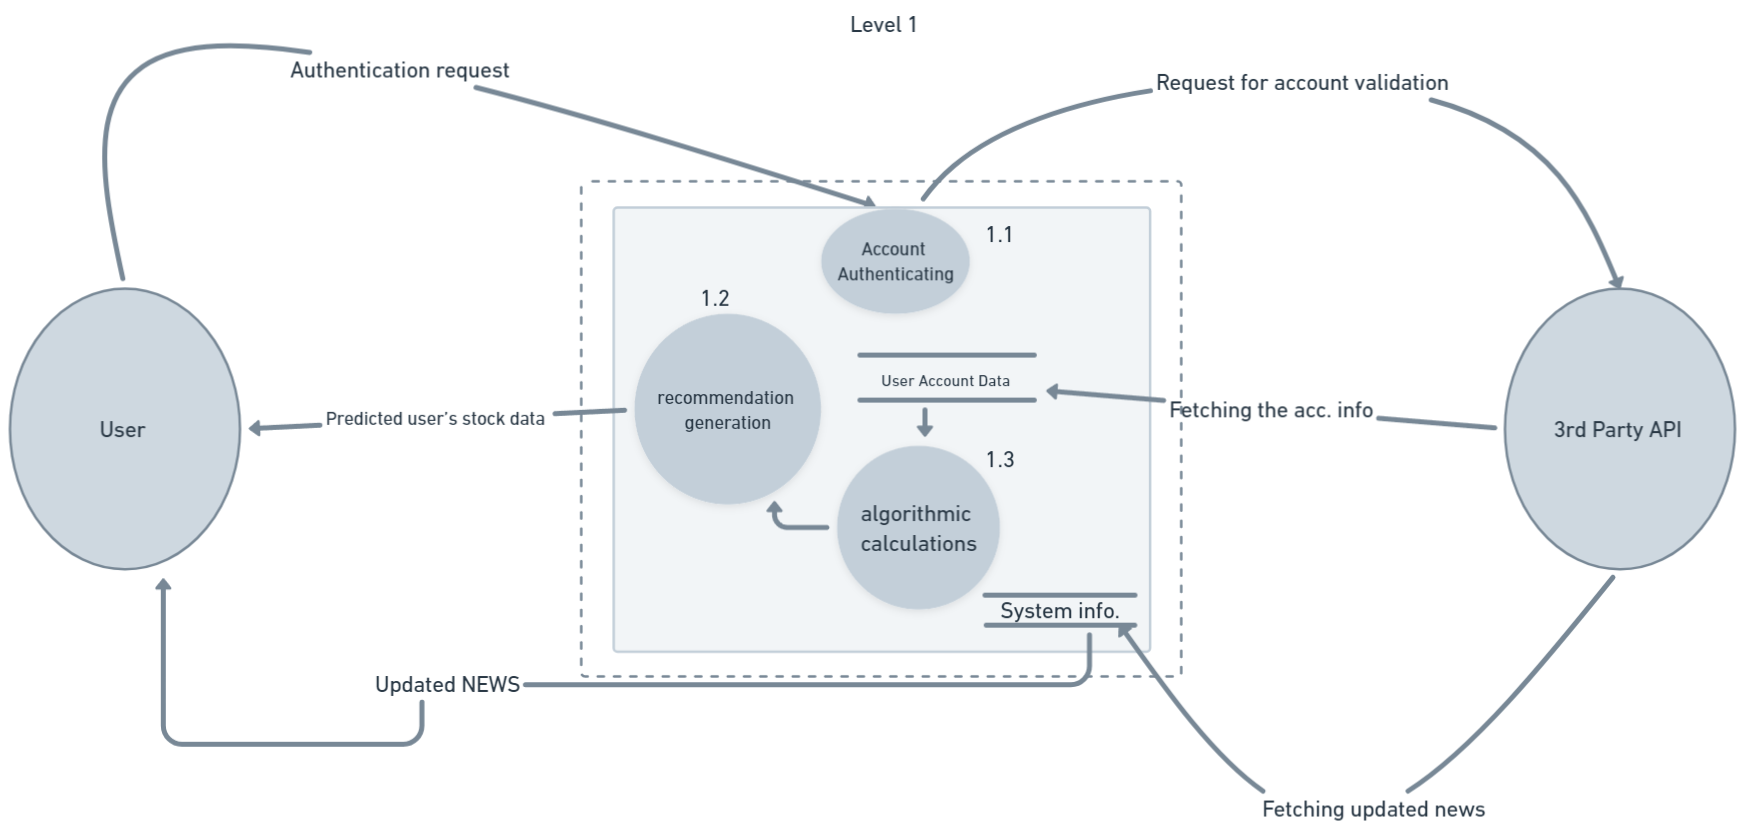 Level 1
Authentication request
Request for account validation
1.1
Account
Authenticating
1.2
recommendation
generation
User Account Data
Fetching the acc. info
Predicted user's stock data
User
3rd Party API
1.3
algorithmic
calculations
System info.
Updated NEWS
Fetching updated news